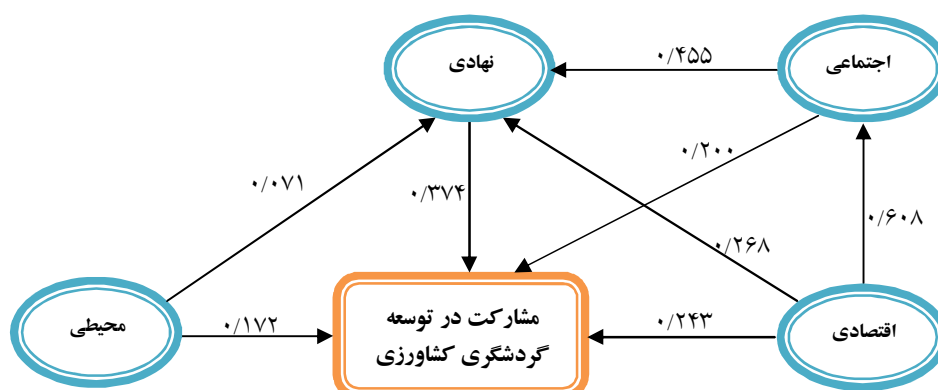 نهادی
اجتماعی
۰/۴۵۵
۰/۲۰۰
۰/۰۷۱
۰/۳۷۴
۰/۶۰۸
۰/۲۶۸
محیطی
۰/۱۷۲
مشارکت در توسعه
گردشگری کشاورزی
۰/۲۴۳
اقتصادی